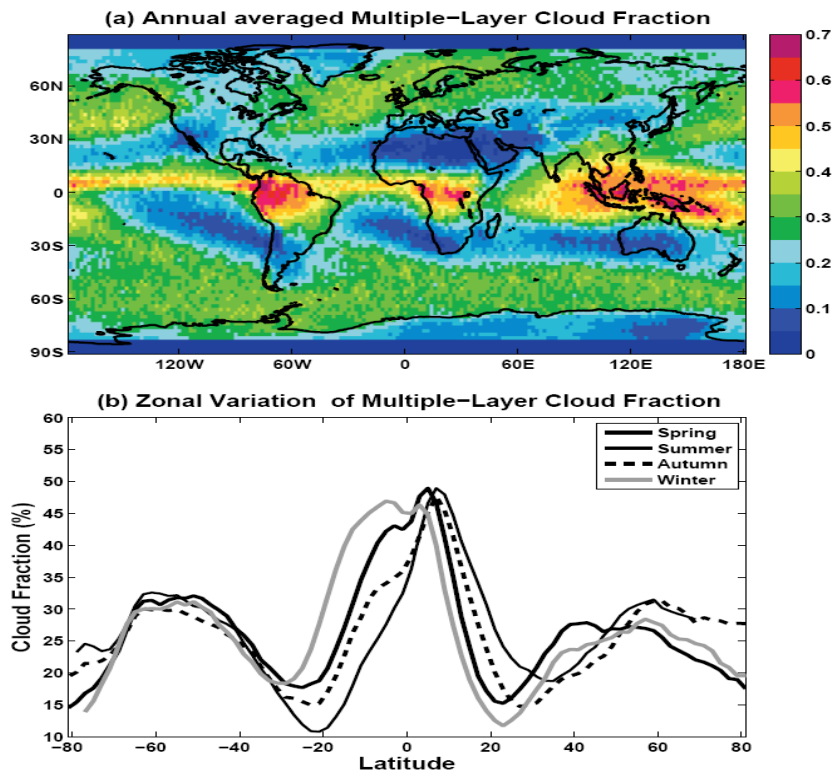 (a) Annual averaged Multiple−Layer Cloud Fraction
60N
30N
0
30S
60S
90S
120W 60W 0 60E 120E 181E
0.7
0.6
0.5
0.4
0.3
0.2
0.1
0
(b) Zonal Variation of Multiple−Layer Cloud Fraction
Cloud Fraction (%)
60
55
50
45
40
35
30
25
20
15
10
Spring
Summer
Autumn
Winter
−80 −60 −40 −20 0 20 40 60 81
Latitude